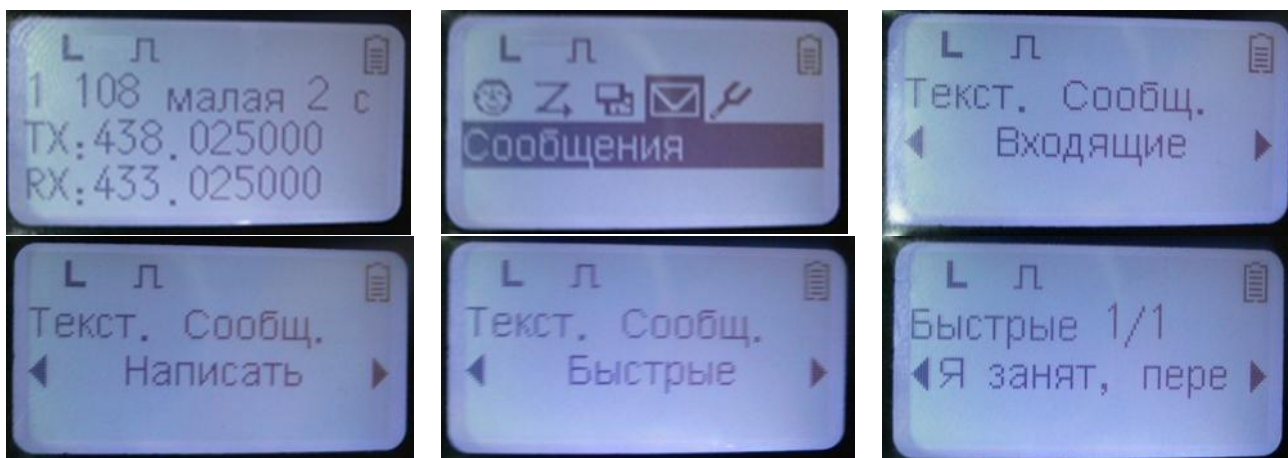 L
1 108 малая 2 с
TX:438.025000
RX:433.025000
L
Сообщения
L
Текст. Сообщ.
Входящие
L
Текст. Сообщ.
Написать
L
Текст. Сообщ.
Быстрые
L
Быстрые 1/1
Я занят, пере